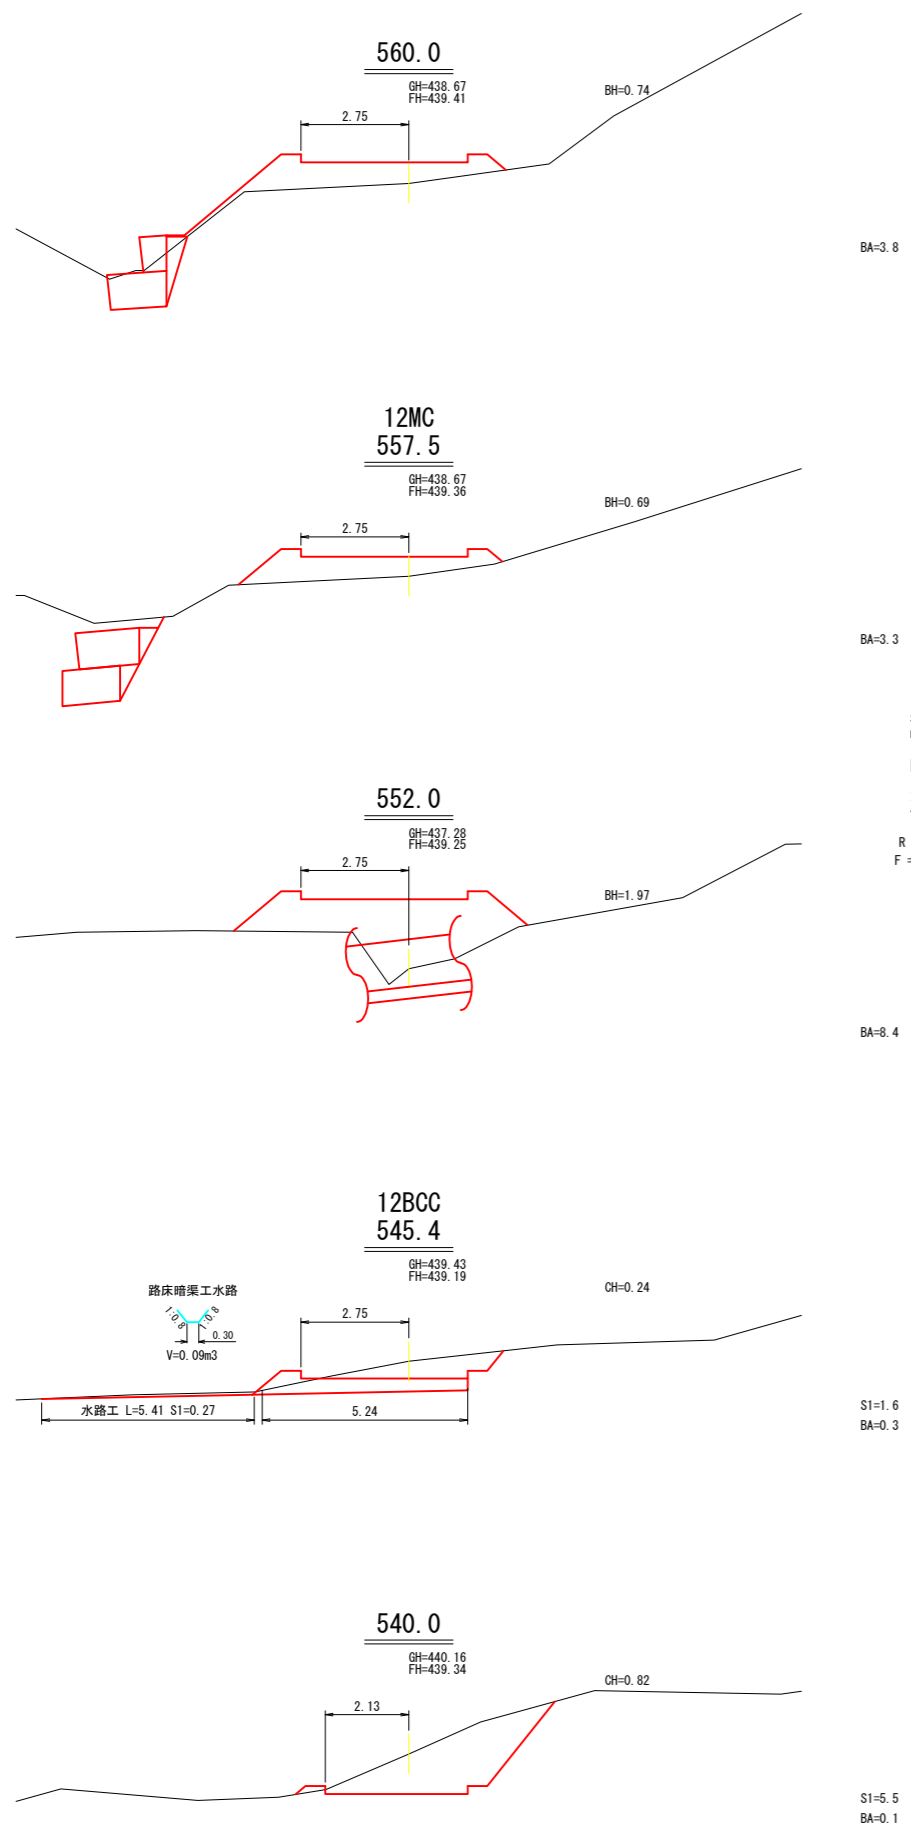 560.0
GH=438.67
FH=439.41
BH=0.74
2.75
BA=3.8
12MC
557.5
GH=438.67
FH=439.36
BH=0.69
2.75
BA=3.3
552.0
GH=437.28
FH=439.25
2.75
BH=1.97
R
F =
BA=8.4
12BCC
545.4
GH=439.43
FH=439.19
CH=0.24
路床暗渠工水路
1:0.8
1:0.8
0.30
V=0.09m3
2.75
水路工 L=5.41 S1=0.27
5.24
S1=1.6
BA=0.3
540.0
GH=440.16
FH=439.34
CH=0.82
2.13
S1=5.5
BA=0.1